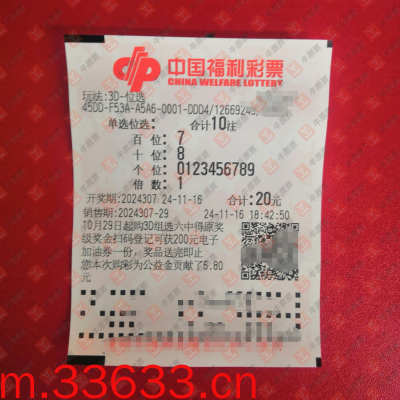 中国福利彩票
CHINA WELFARE LOTTERY
玩法:3D-位选
45DD-F53A-A5A6-0001-DDD4/12669245
单选位选: 合计10注
百 位: 7
十 位: 8
个 位: 0123456789
倍 数: 1
开奖期:2024307 24-11-16 合计:20元
销售期:2024307-29 24-11-16 18:42:50
10月29日起购3D组选六中得原奖
级奖金扫码登记可获200元电子
加油券一份，奖品送完即止
您本次购彩为公益金贡献了6.80
元
m.33633.cn